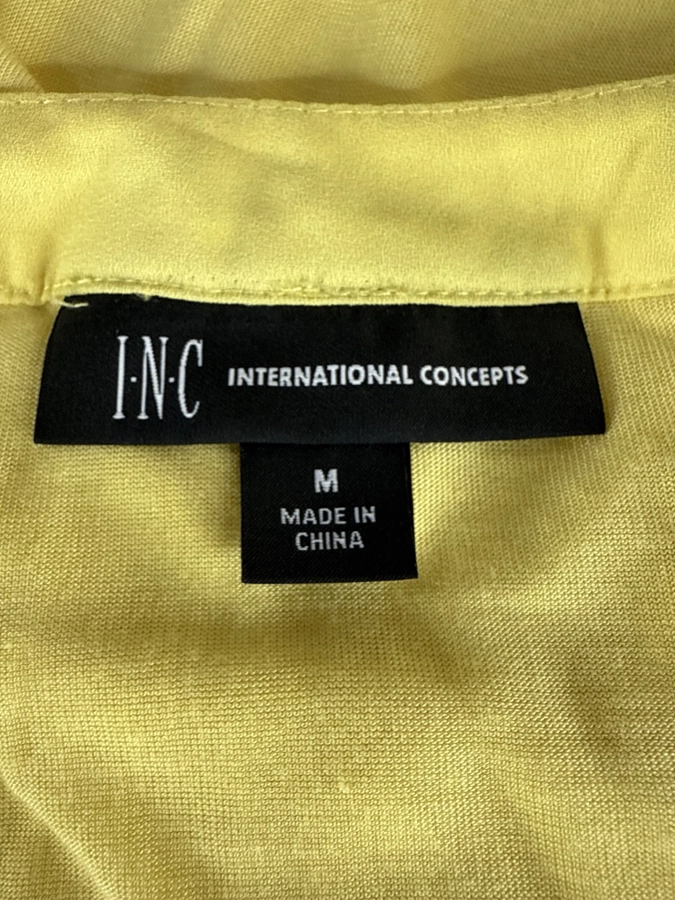 I·N·C INTERNATIONAL CONCEPTS
M
MADE IN
CHINA